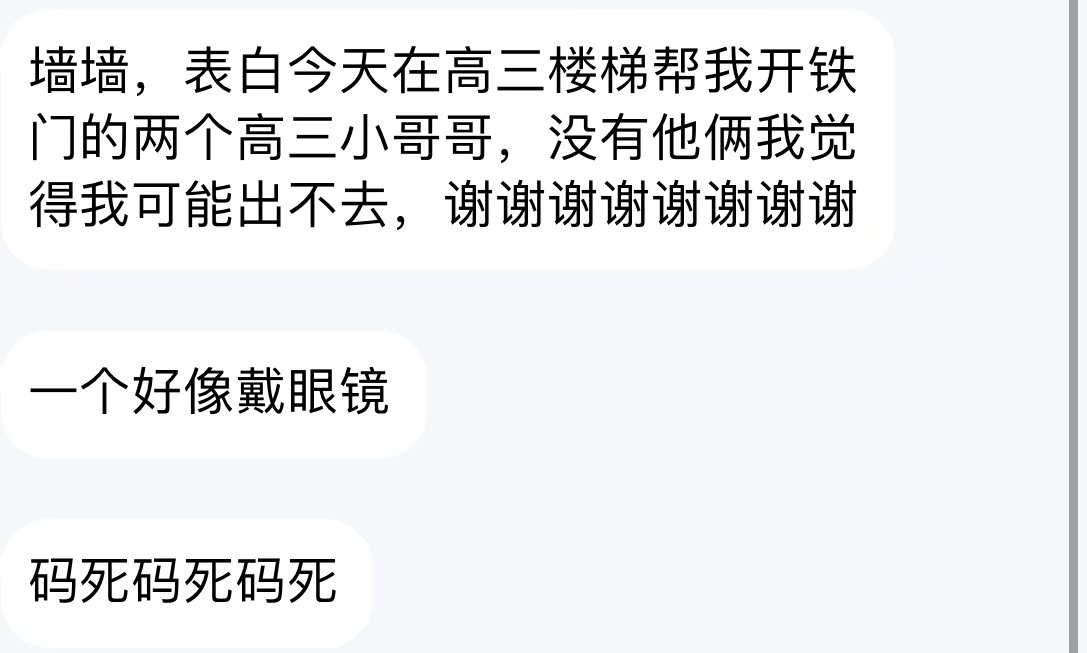 墙墙，表白今天在高三楼梯帮我开铁
门的两个高三小哥哥，没有他俩我觉
得我可能出不去，谢谢谢谢谢谢谢谢
一个好像戴眼镜
码死码死码死